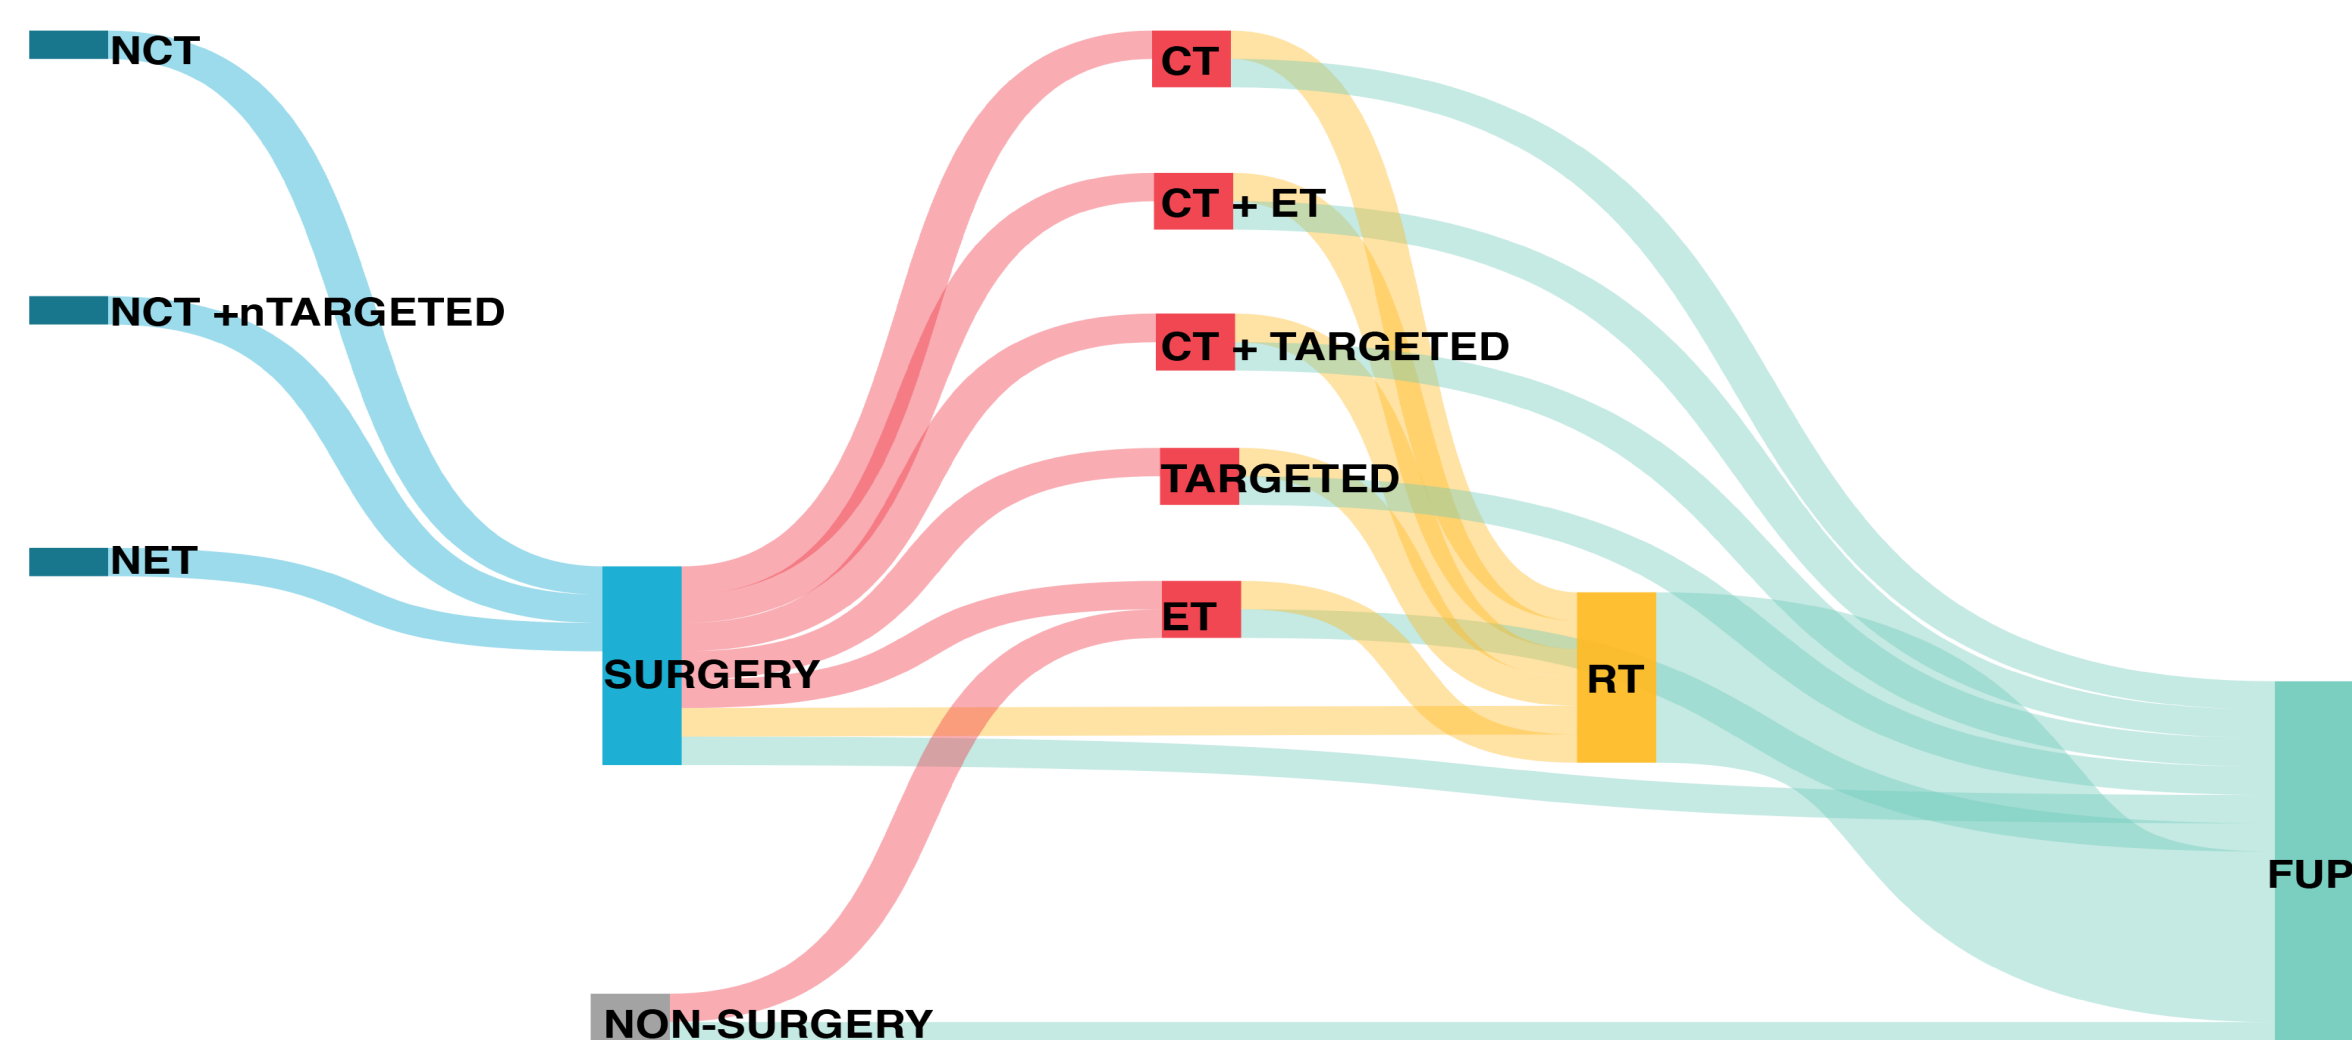 NCT
NCT +nTARGETED
NET
SURGERY
NON-SURGERY
CT
CT + ET
CT + TARGETED
TARGETED
ET
RT
FUP